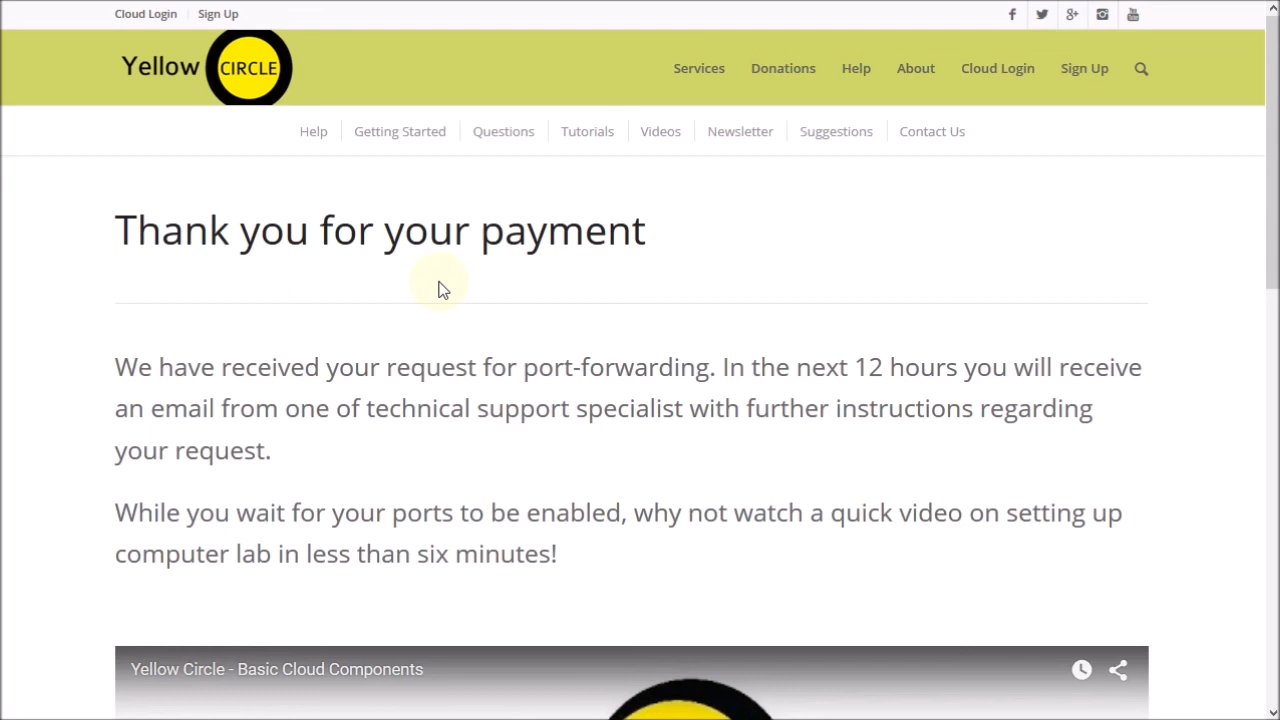 Cloud Login Sign Up
Yellow CIRCLE
Services Donations Help About Cloud Login Sign Up
Help Getting Started Questions Tutorials Videos Newsletter Suggestions Contact Us
Thank you for your payment
We have received your request for port-forwarding. In the next 12 hours you will receive
an email from one of technical support specialist with further instructions regarding
your request.
While you wait for your ports to be enabled, why not watch a quick video on setting up
computer lab in less than six minutes!
Yellow Circle - Basic Cloud Components